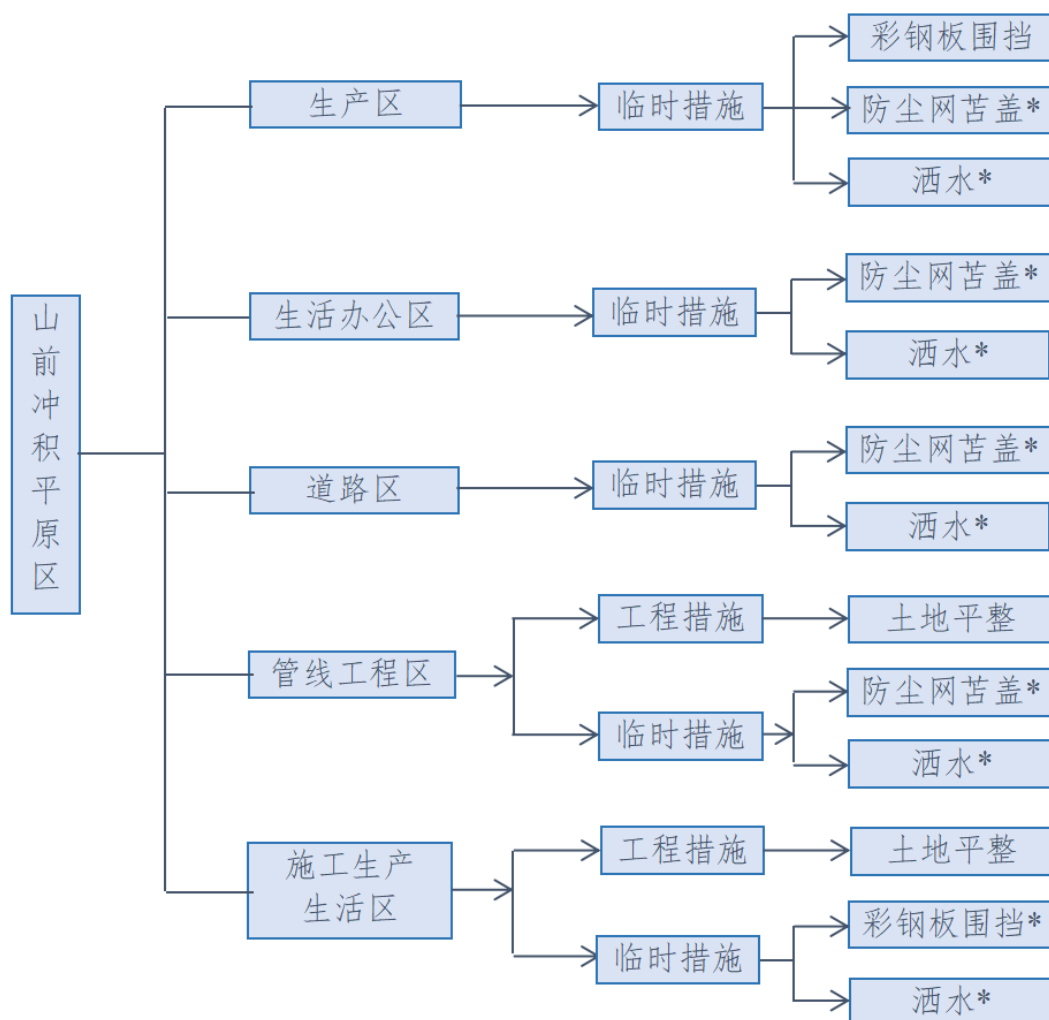 山前冲积平原区
生产区
临时措施
彩钢板围挡
防尘网苫盖*
洒水*
生活办公区
临时措施
防尘网苫盖*
洒水*
道路区
临时措施
防尘网苫盖*
洒水*
管线工程区
工程措施
土地平整
临时措施
防尘网苫盖*
洒水*
施工生产
生活区
工程措施
土地平整
临时措施
彩钢板围挡*
洒水*